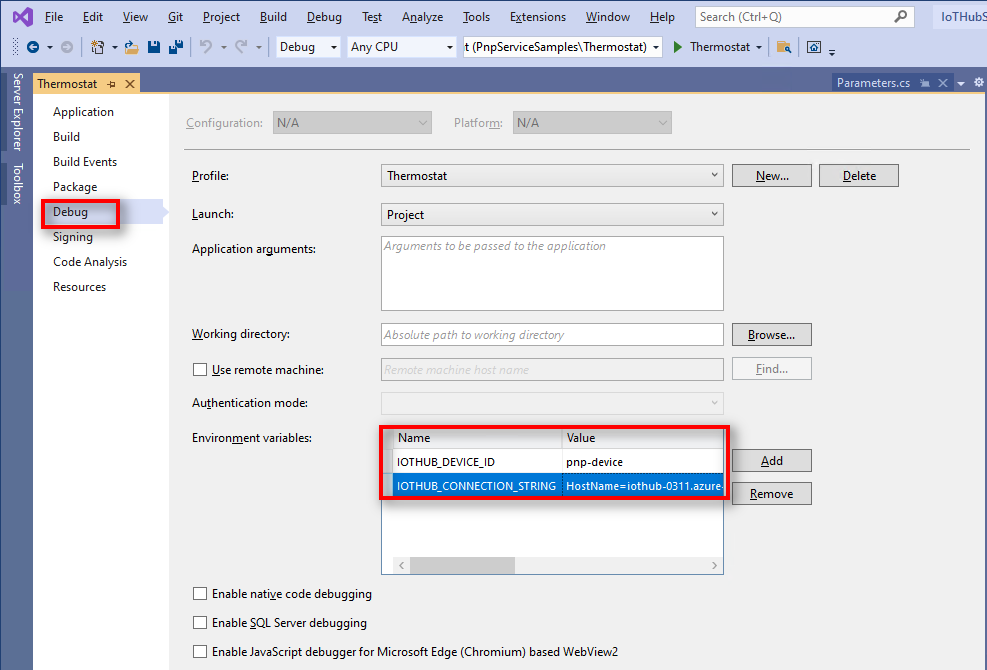 File Edit View Git Project Build Debug Test Analyze Tools Extensions Window Help Search (Ctrl+Q) IoTHubS
Debug Any CPU t (PnpServiceSamples\Thermostat) Thermostat
Server Explorer
Toolbox
Thermostat Parameters.cs
Application
Build
Build Events
Package
Debug
Signing
Code Analysis
Resources
Configuration: N/A Platform: N/A
Profile: Thermostat New... Delete
Launch: Project
Application arguments: Arguments to be passed to the application
Working directory: Absolute path to working directory Browse...
Use remote machine: Remote machine host name Find...
Authentication mode:
Environment variables: Name Value
IOTHUB_DEVICE_ID pnp-device Add
IOTHUB_CONNECTION_STRING HostName=iothub-0311.azure- Remove
Enable native code debugging
Enable SQL Server debugging
Enable JavaScript debugger for Microsoft Edge (Chromium) based WebView2